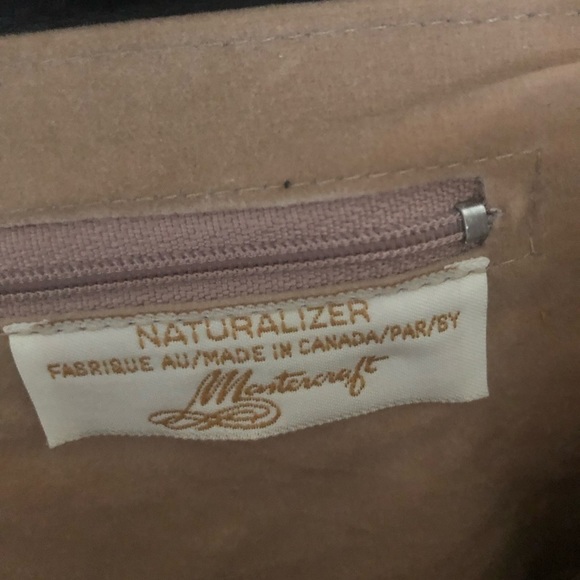 NATURALIZER
FABRIQUE AU/MADE IN CANADA/PAR/BY
Mastercraft